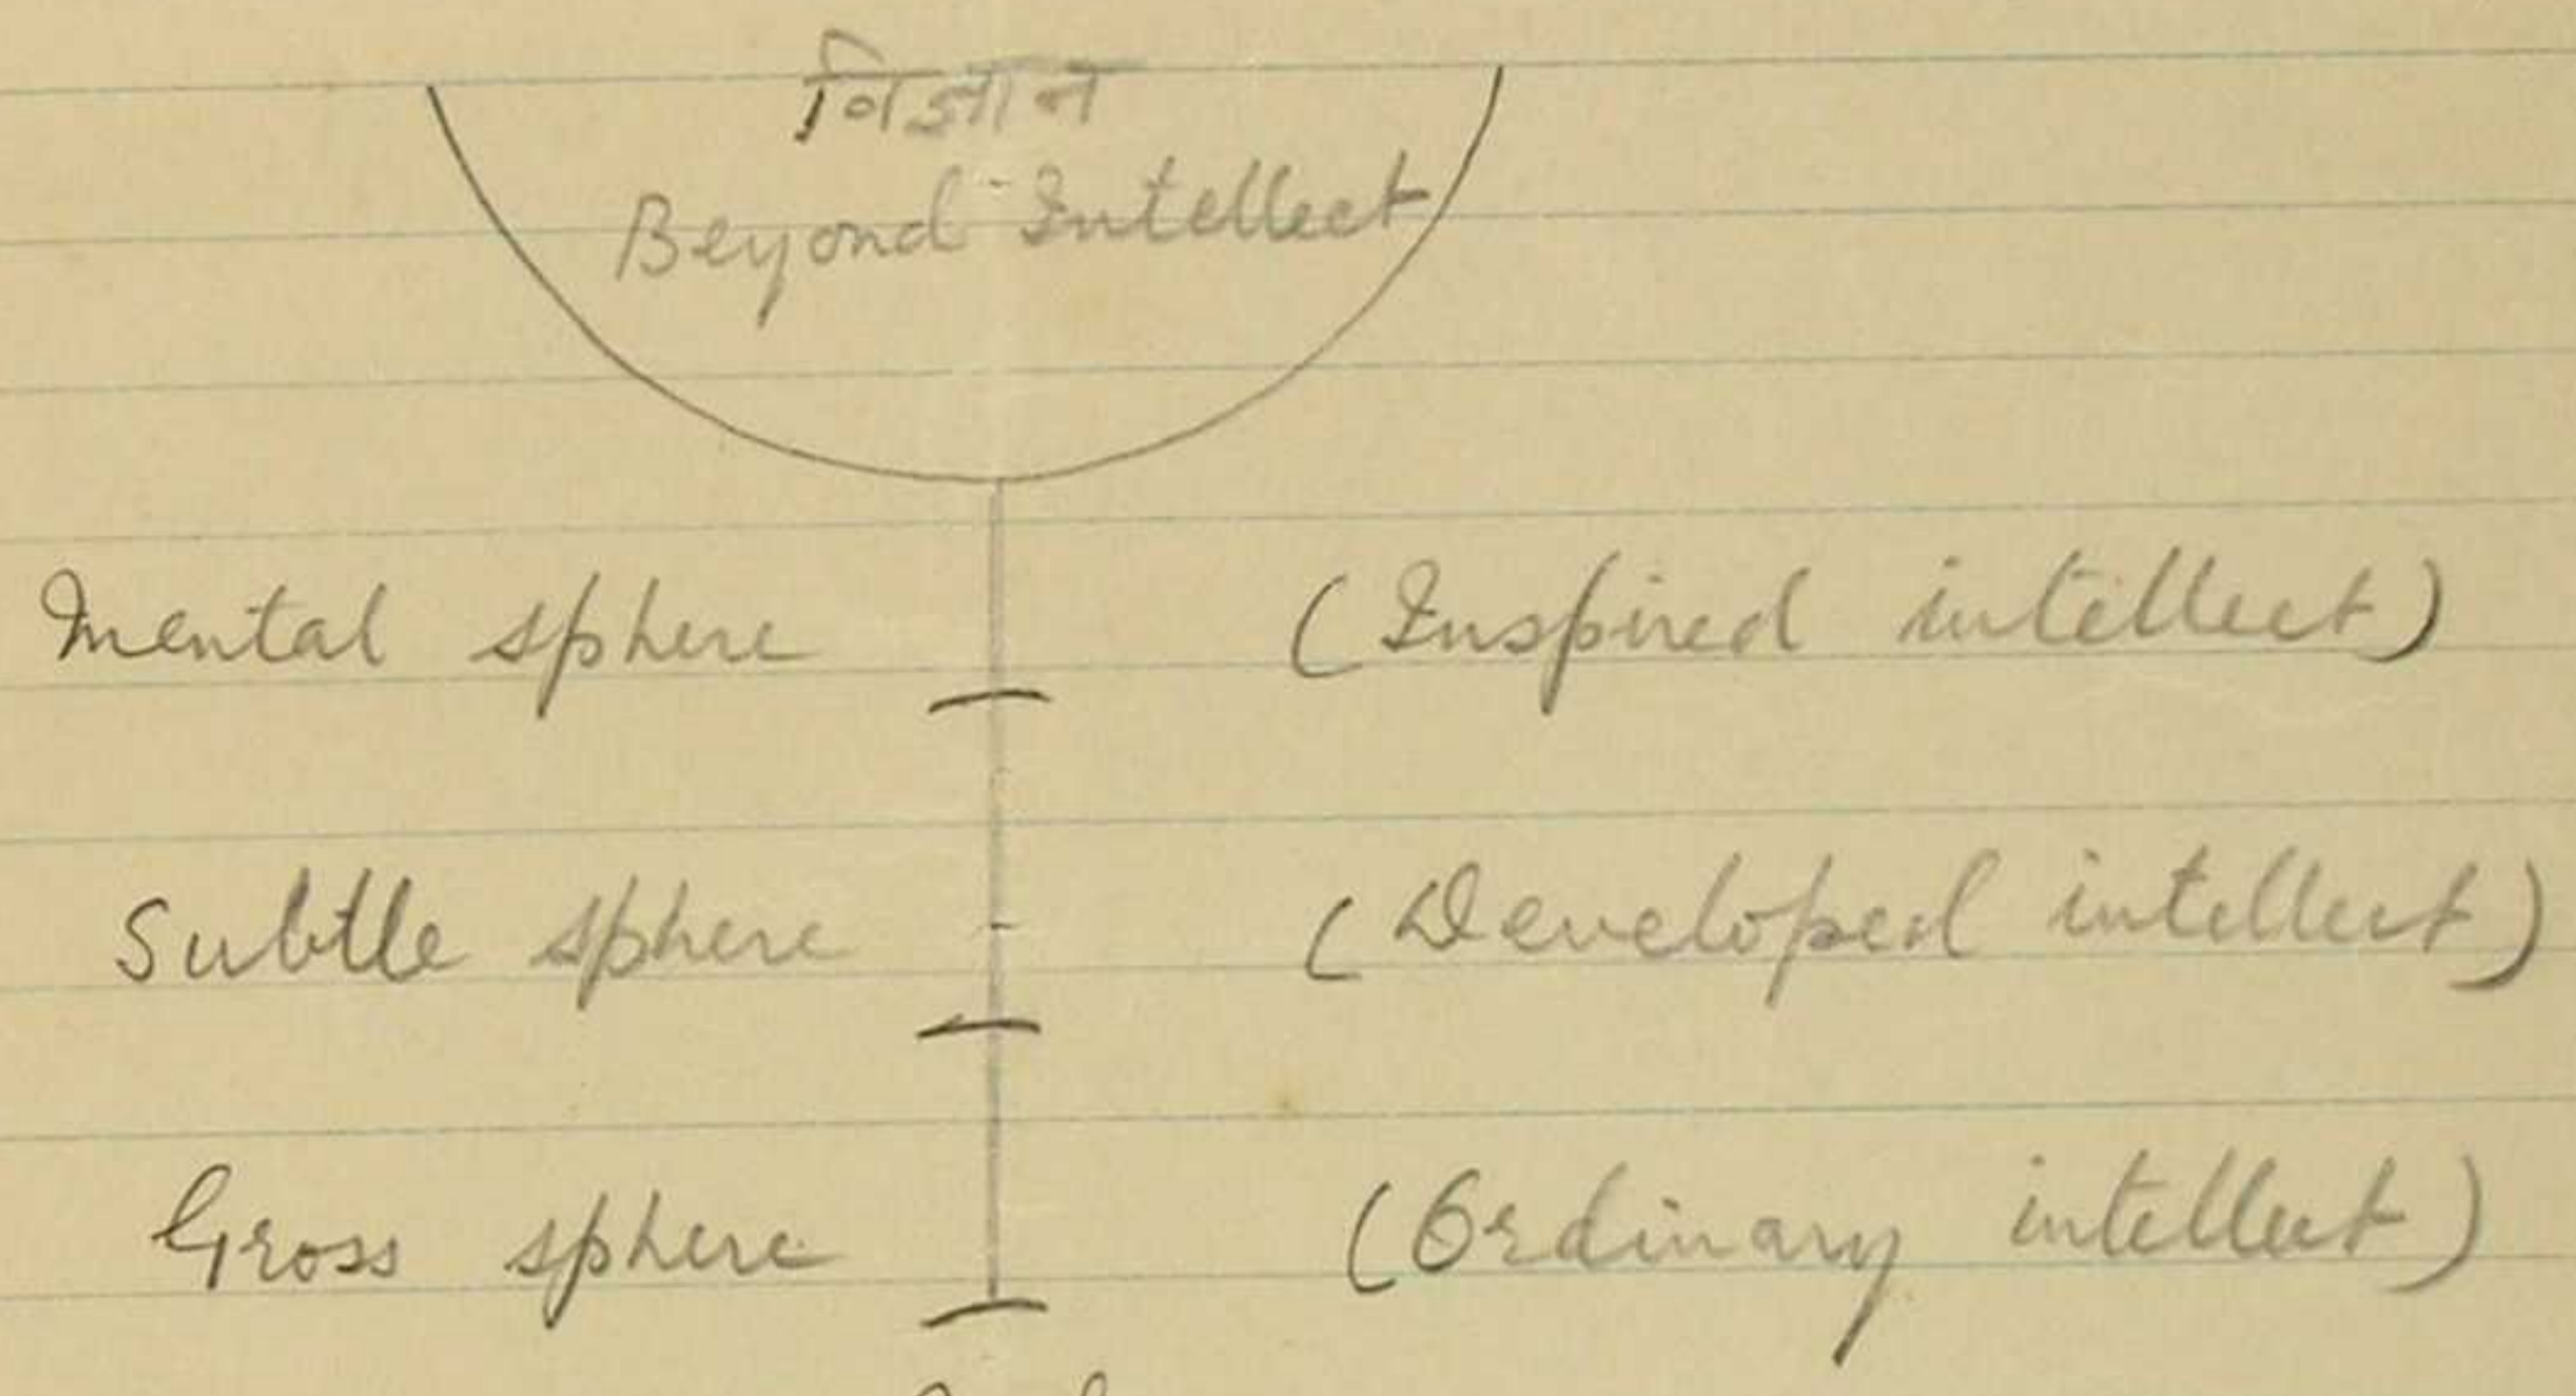 विज्ञान
Beyond Intellect
Mental sphere (Inspired intellect)
Subtle sphere (Developed intellect)
Gross sphere (Ordinary intellect)